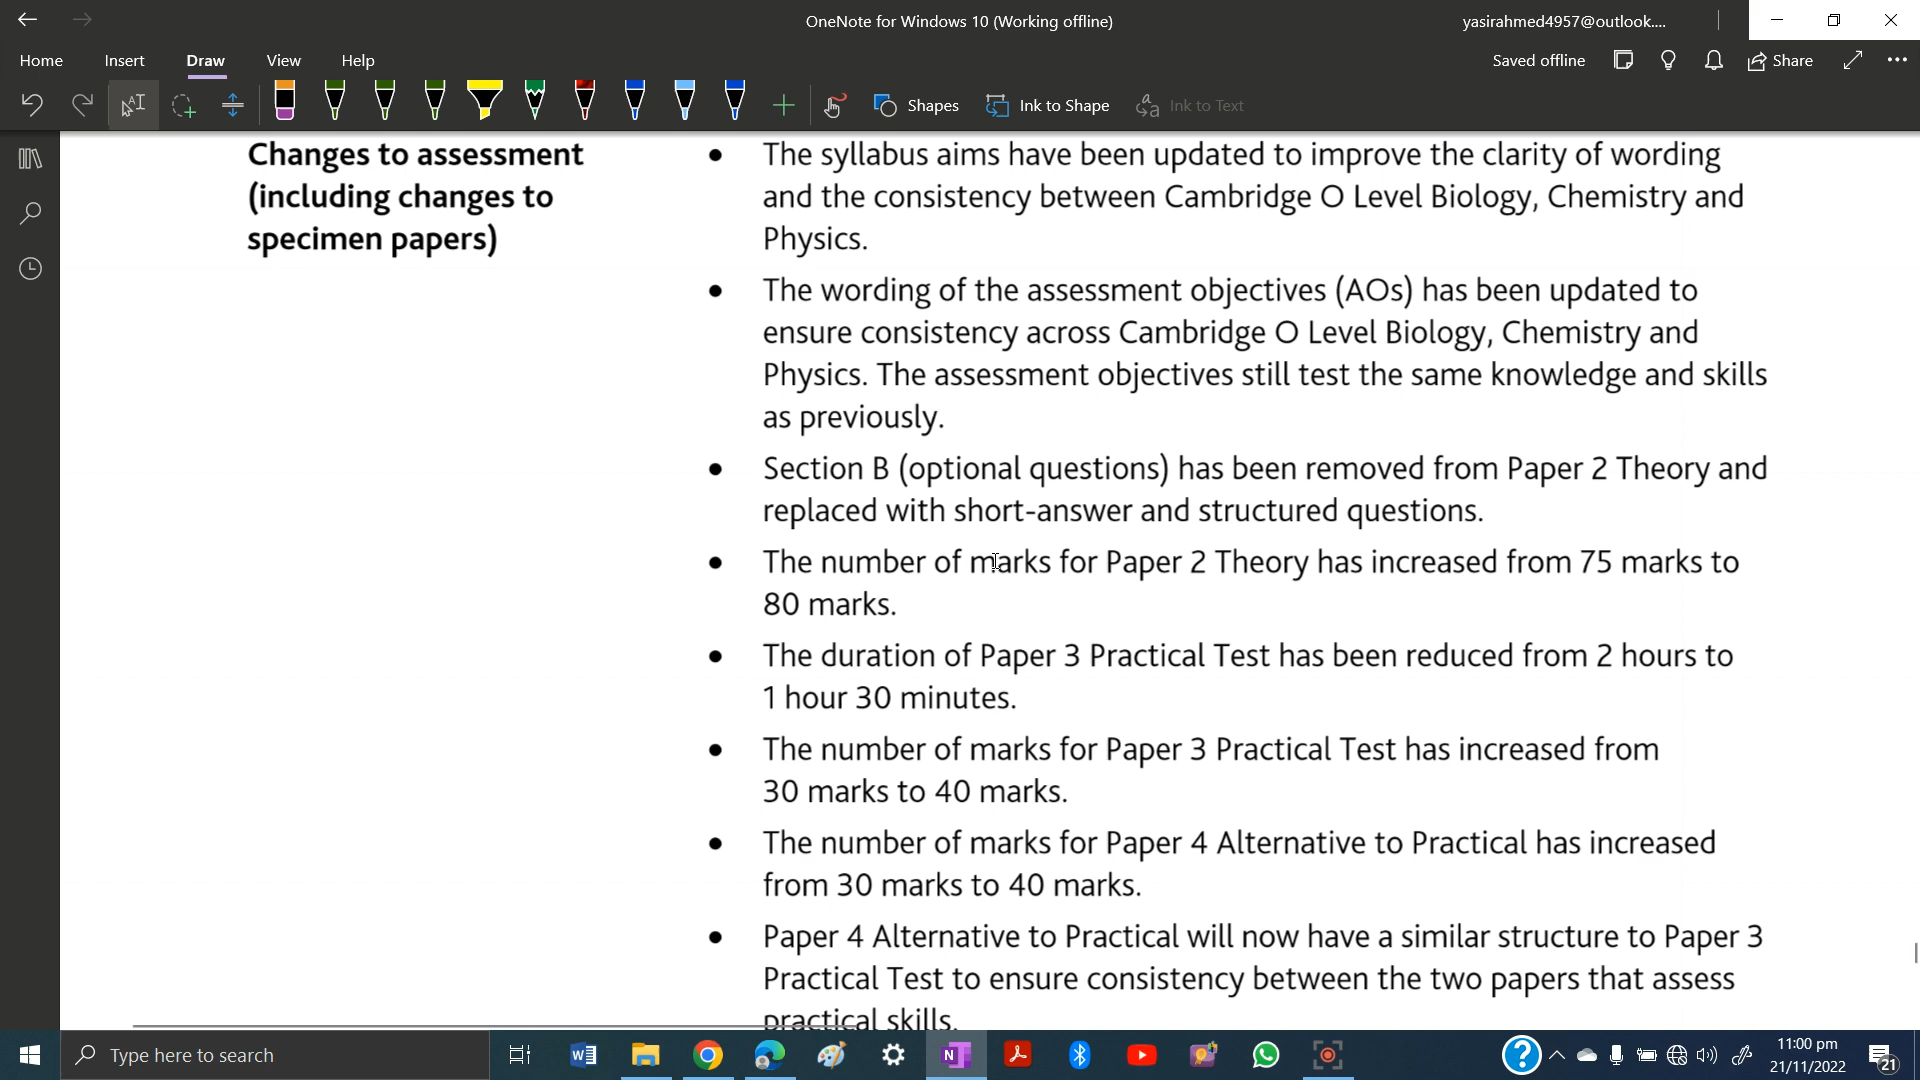 OneNote for Windows 10 (Working offline)
yasirahmed4957@outlook....
Home Insert Draw View Help
Saved offline
Share
Shapes
Ink to Shape
Ink to Text
Changes to assessment
(including changes to
specimen papers)
• The syllabus aims have been updated to improve the clarity of wording
and the consistency between Cambridge O Level Biology, Chemistry and
Physics.
• The wording of the assessment objectives (AOs) has been updated to
ensure consistency across Cambridge O Level Biology, Chemistry and
Physics. The assessment objectives still test the same knowledge and skills
as previously.
• Section B (optional questions) has been removed from Paper 2 Theory and
replaced with short-answer and structured questions.
• The number of marks for Paper 2 Theory has increased from 75 marks to
80 marks.
• The duration of Paper 3 Practical Test has been reduced from 2 hours to
1 hour 30 minutes.
• The number of marks for Paper 3 Practical Test has increased from
30 marks to 40 marks.
• The number of marks for Paper 4 Alternative to Practical has increased
from 30 marks to 40 marks.
• Paper 4 Alternative to Practical will now have a similar structure to Paper 3
Practical Test to ensure consistency between the two papers that assess
practical skills.
Type here to search
11:00 pm
21/11/2022
21